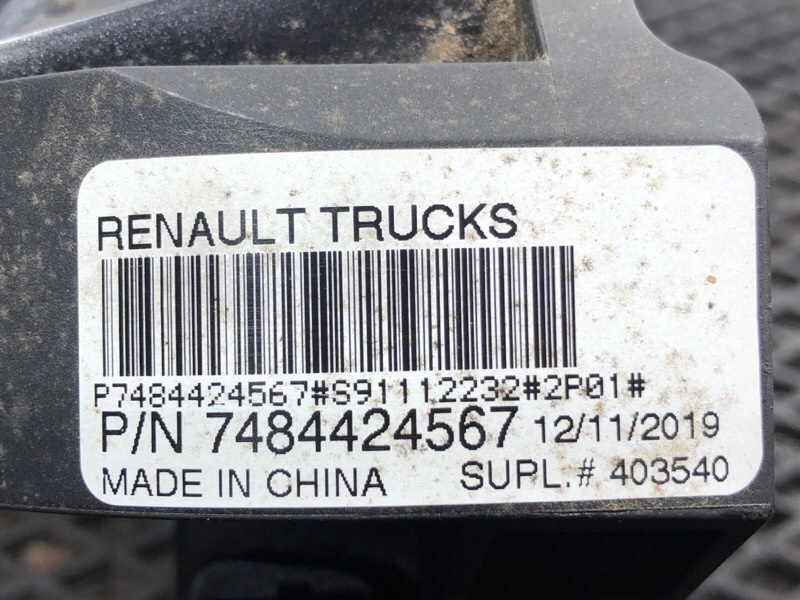 RENAULT TRUCKS
P7484424567#S91112232#2P01#
P/N 7484424567 12/11/2019
MADE IN CHINA SUPL.# 403540